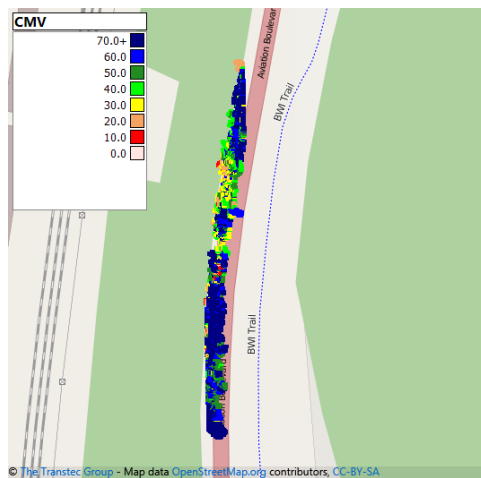 CMV
70.0+
60.0
50.0
40.0
30.0
20.0
10.0
0.0
Aviation Boulevar
BWI Trail
BWI Trail
© The Transtec Group - Map data OpenStreetMap.org contributors, CC-BY-SA